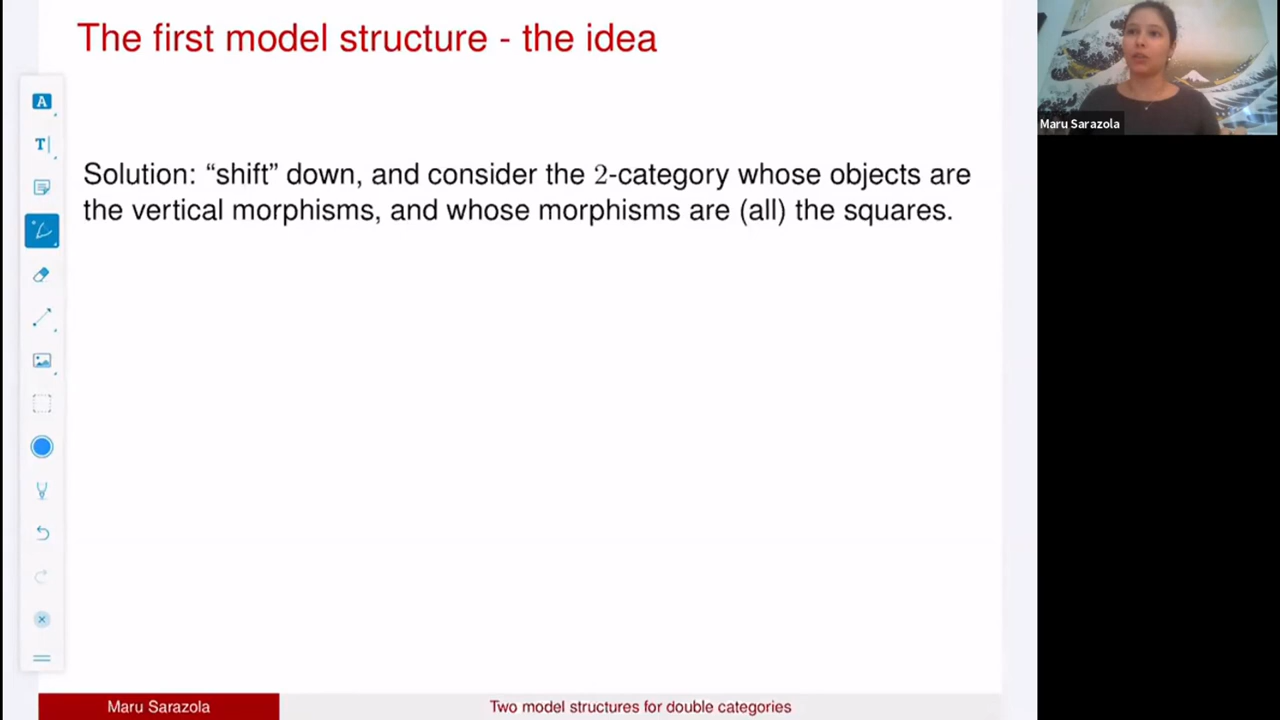 The first model structure - the idea
Maru Sarazola
A
T
Solution: “shift” down, and consider the 2-category whose objects are
the vertical morphisms, and whose morphisms are (all) the squares.
Maru Sarazola
Two model structures for double categories